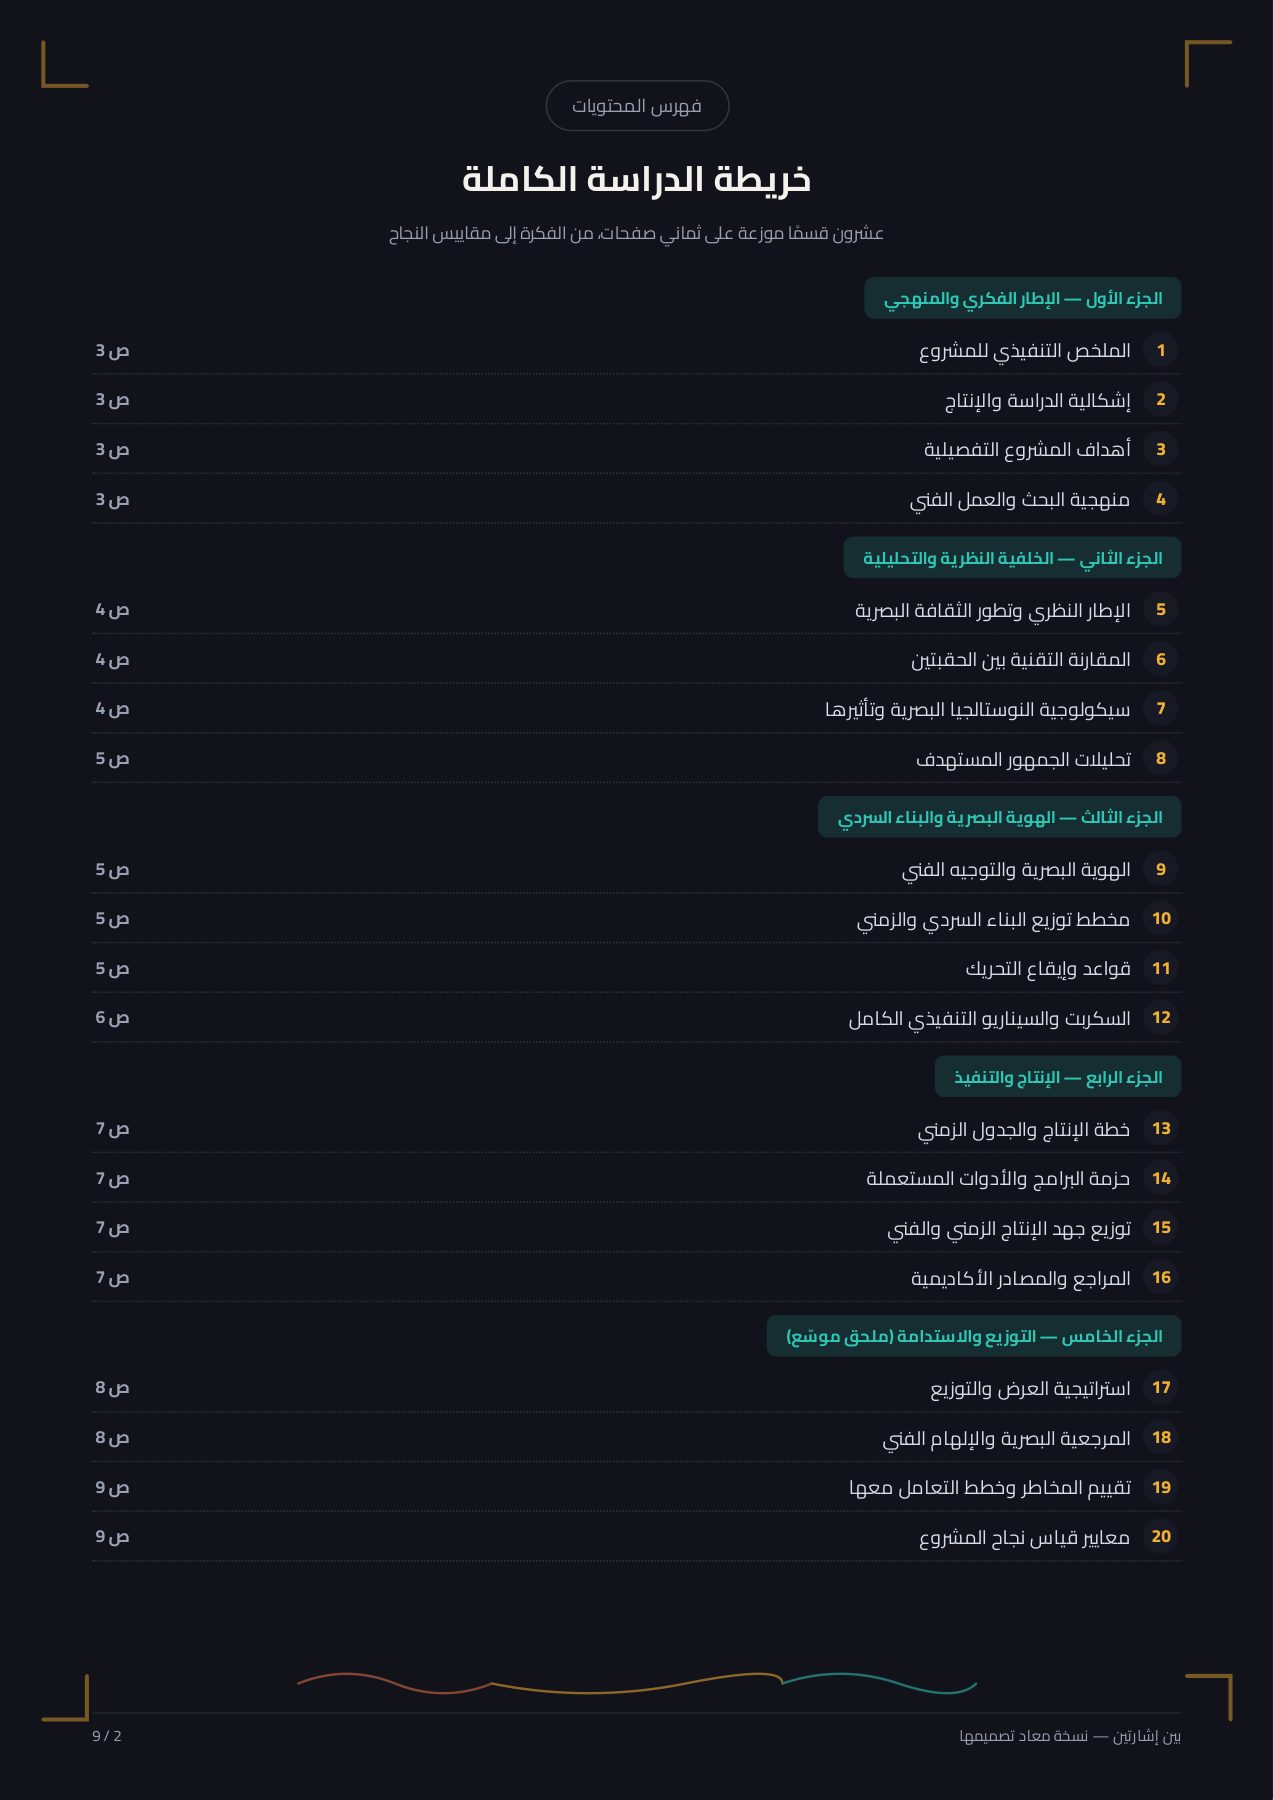 فهرس المحتويات
خريطة الدراسة الكاملة
عشرون قسمًا موزعة على ثماني صفحات، من الفكرة إلى مقاييس النجاح
الجزء الأول — الإطار الفكري والمنهجي
1 الملخص التنفيذي للمشروع ص 3
2 إشكالية الدراسة والإنتاج ص 3
3 أهداف المشروع التفصيلية ص 3
4 منهجية البحث والعمل الفني ص 3
الجزء الثاني — الخلفية النظرية والتحليلية
5 الإطار النظري وتطور الثقافة البصرية ص 4
6 المقارنة التقنية بين الحقبتين ص 4
7 سيكولوجية النوستالجيا البصرية وتأثيرها ص 4
8 تحليلات الجمهور المستهدف ص 5
الجزء الثالث — الهوية البصرية والبناء السردي
9 الهوية البصرية والتوجيه الفني ص 5
10 مخطط توزيع البناء السردي والزمني ص 5
11 قواعد وإيقاع التحريك ص 5
12 السكربت والسيناريو التنفيذي الكامل ص 6
الجزء الرابع — الإنتاج والتنفيذ
13 خطة الإنتاج والجدول الزمني ص 7
14 حزمة البرامج والأدوات المستعملة ص 7
15 توزيع جهد الإنتاج الزمني والفني ص 7
16 المراجع والمصادر الأكاديمية ص 7
الجزء الخامس — التوزيع والاستدامة (ملحق موسّع)
17 استراتيجية العرض والتوزيع ص 8
18 المرجعية البصرية والإلهام الفني ص 8
19 تقييم المخاطر وخطط التعامل معها ص 9
20 معايير قياس نجاح المشروع ص 9
بين إشارتين — نسخة معاد تصميمها
9 / 2